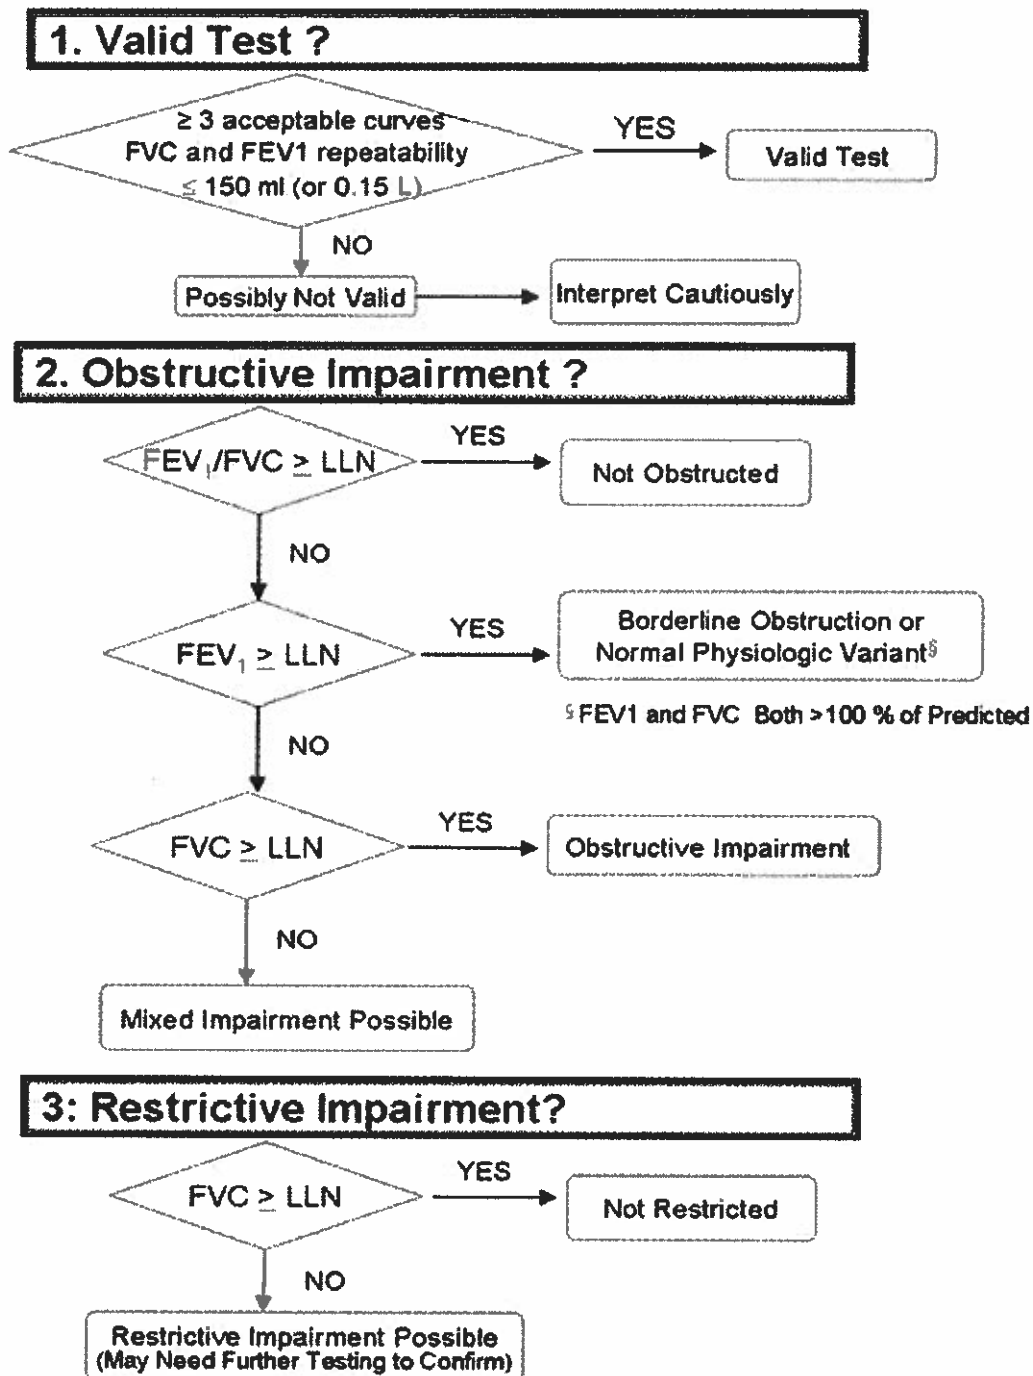 1. Valid Test ?
≥ 3 acceptable curves
FVC and FEV1 repeatability
≤ 150 ml (or 0.15 L)
YES
Valid Test
NO
Possibly Not Valid
Interpret Cautiously
2. Obstructive Impairment ?
FEV₁/FVC ≥ LLN
YES
Not Obstructed
NO
FEV₁ ≥ LLN
YES
Borderline Obstruction or
Normal Physiologic Variant§
§ FEV1 and FVC Both >100 % of Predicted
NO
FVC ≥ LLN
YES
Obstructive Impairment
NO
Mixed Impairment Possible
3: Restrictive Impairment?
FVC ≥ LLN
YES
Not Restricted
NO
Restrictive Impairment Possible
(May Need Further Testing to Confirm)